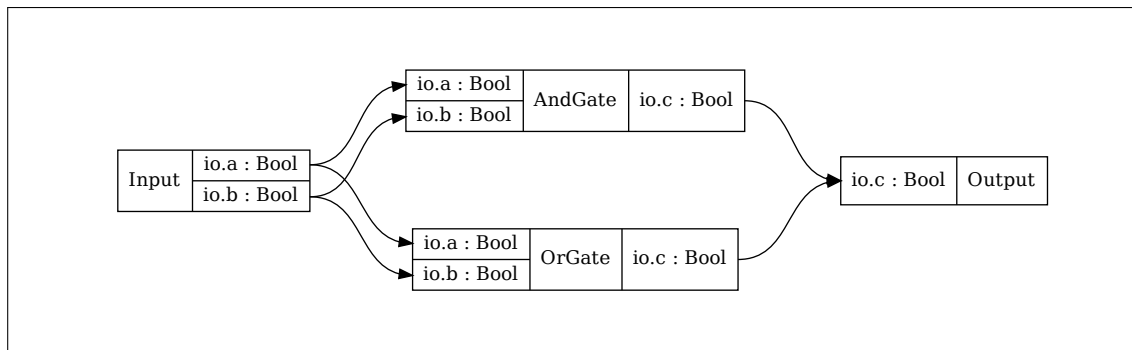 Input
io.a : Bool
io.b : Bool
io.a : Bool
io.b : Bool
AndGate
io.c : Bool
io.a : Bool
io.b : Bool
OrGate
io.c : Bool
io.c : Bool
Output